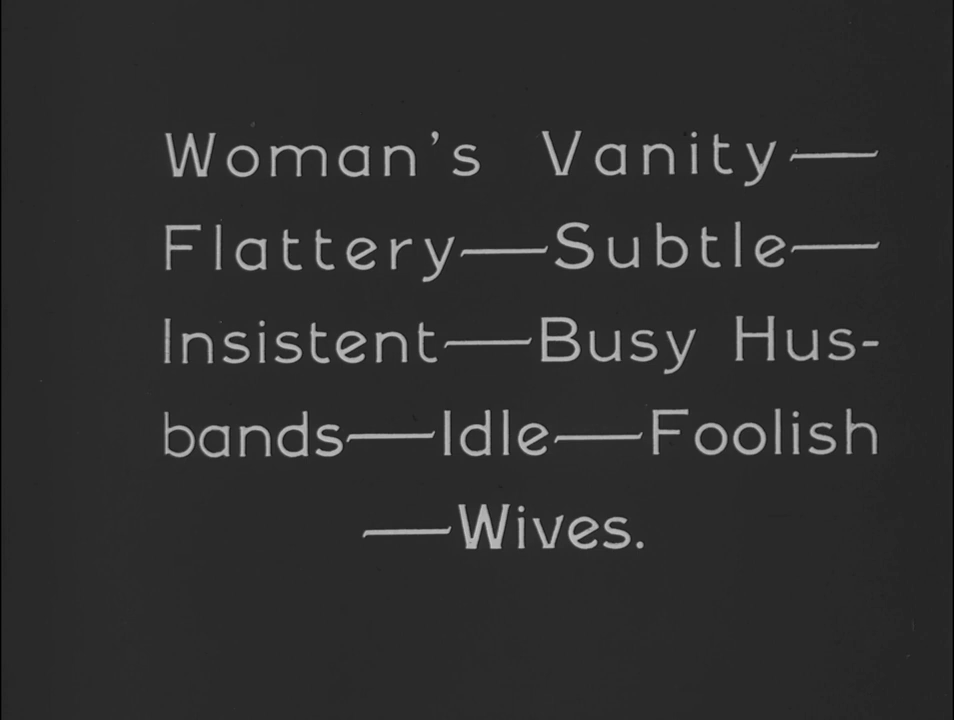 Woman's Vanity—
Flattery—Subtle—
Insistent—Busy Hus-
bands—Idle—Foolish
—Wives.